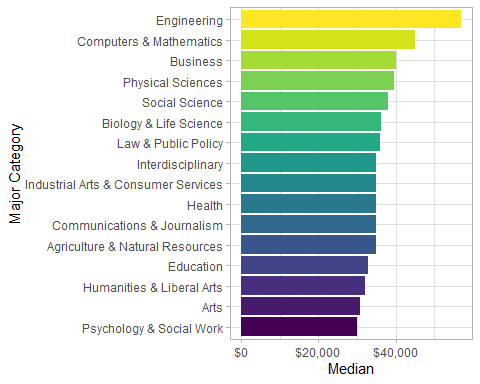 Major Category
Engineering
Computers & Mathematics
Business
Physical Sciences
Social Science
Biology & Life Science
Law & Public Policy
Interdisciplinary
Industrial Arts & Consumer Services
Health
Communications & Journalism
Agriculture & Natural Resources
Education
Humanities & Liberal Arts
Arts
Psychology & Social Work
$0 $20,000 $40,000
Median